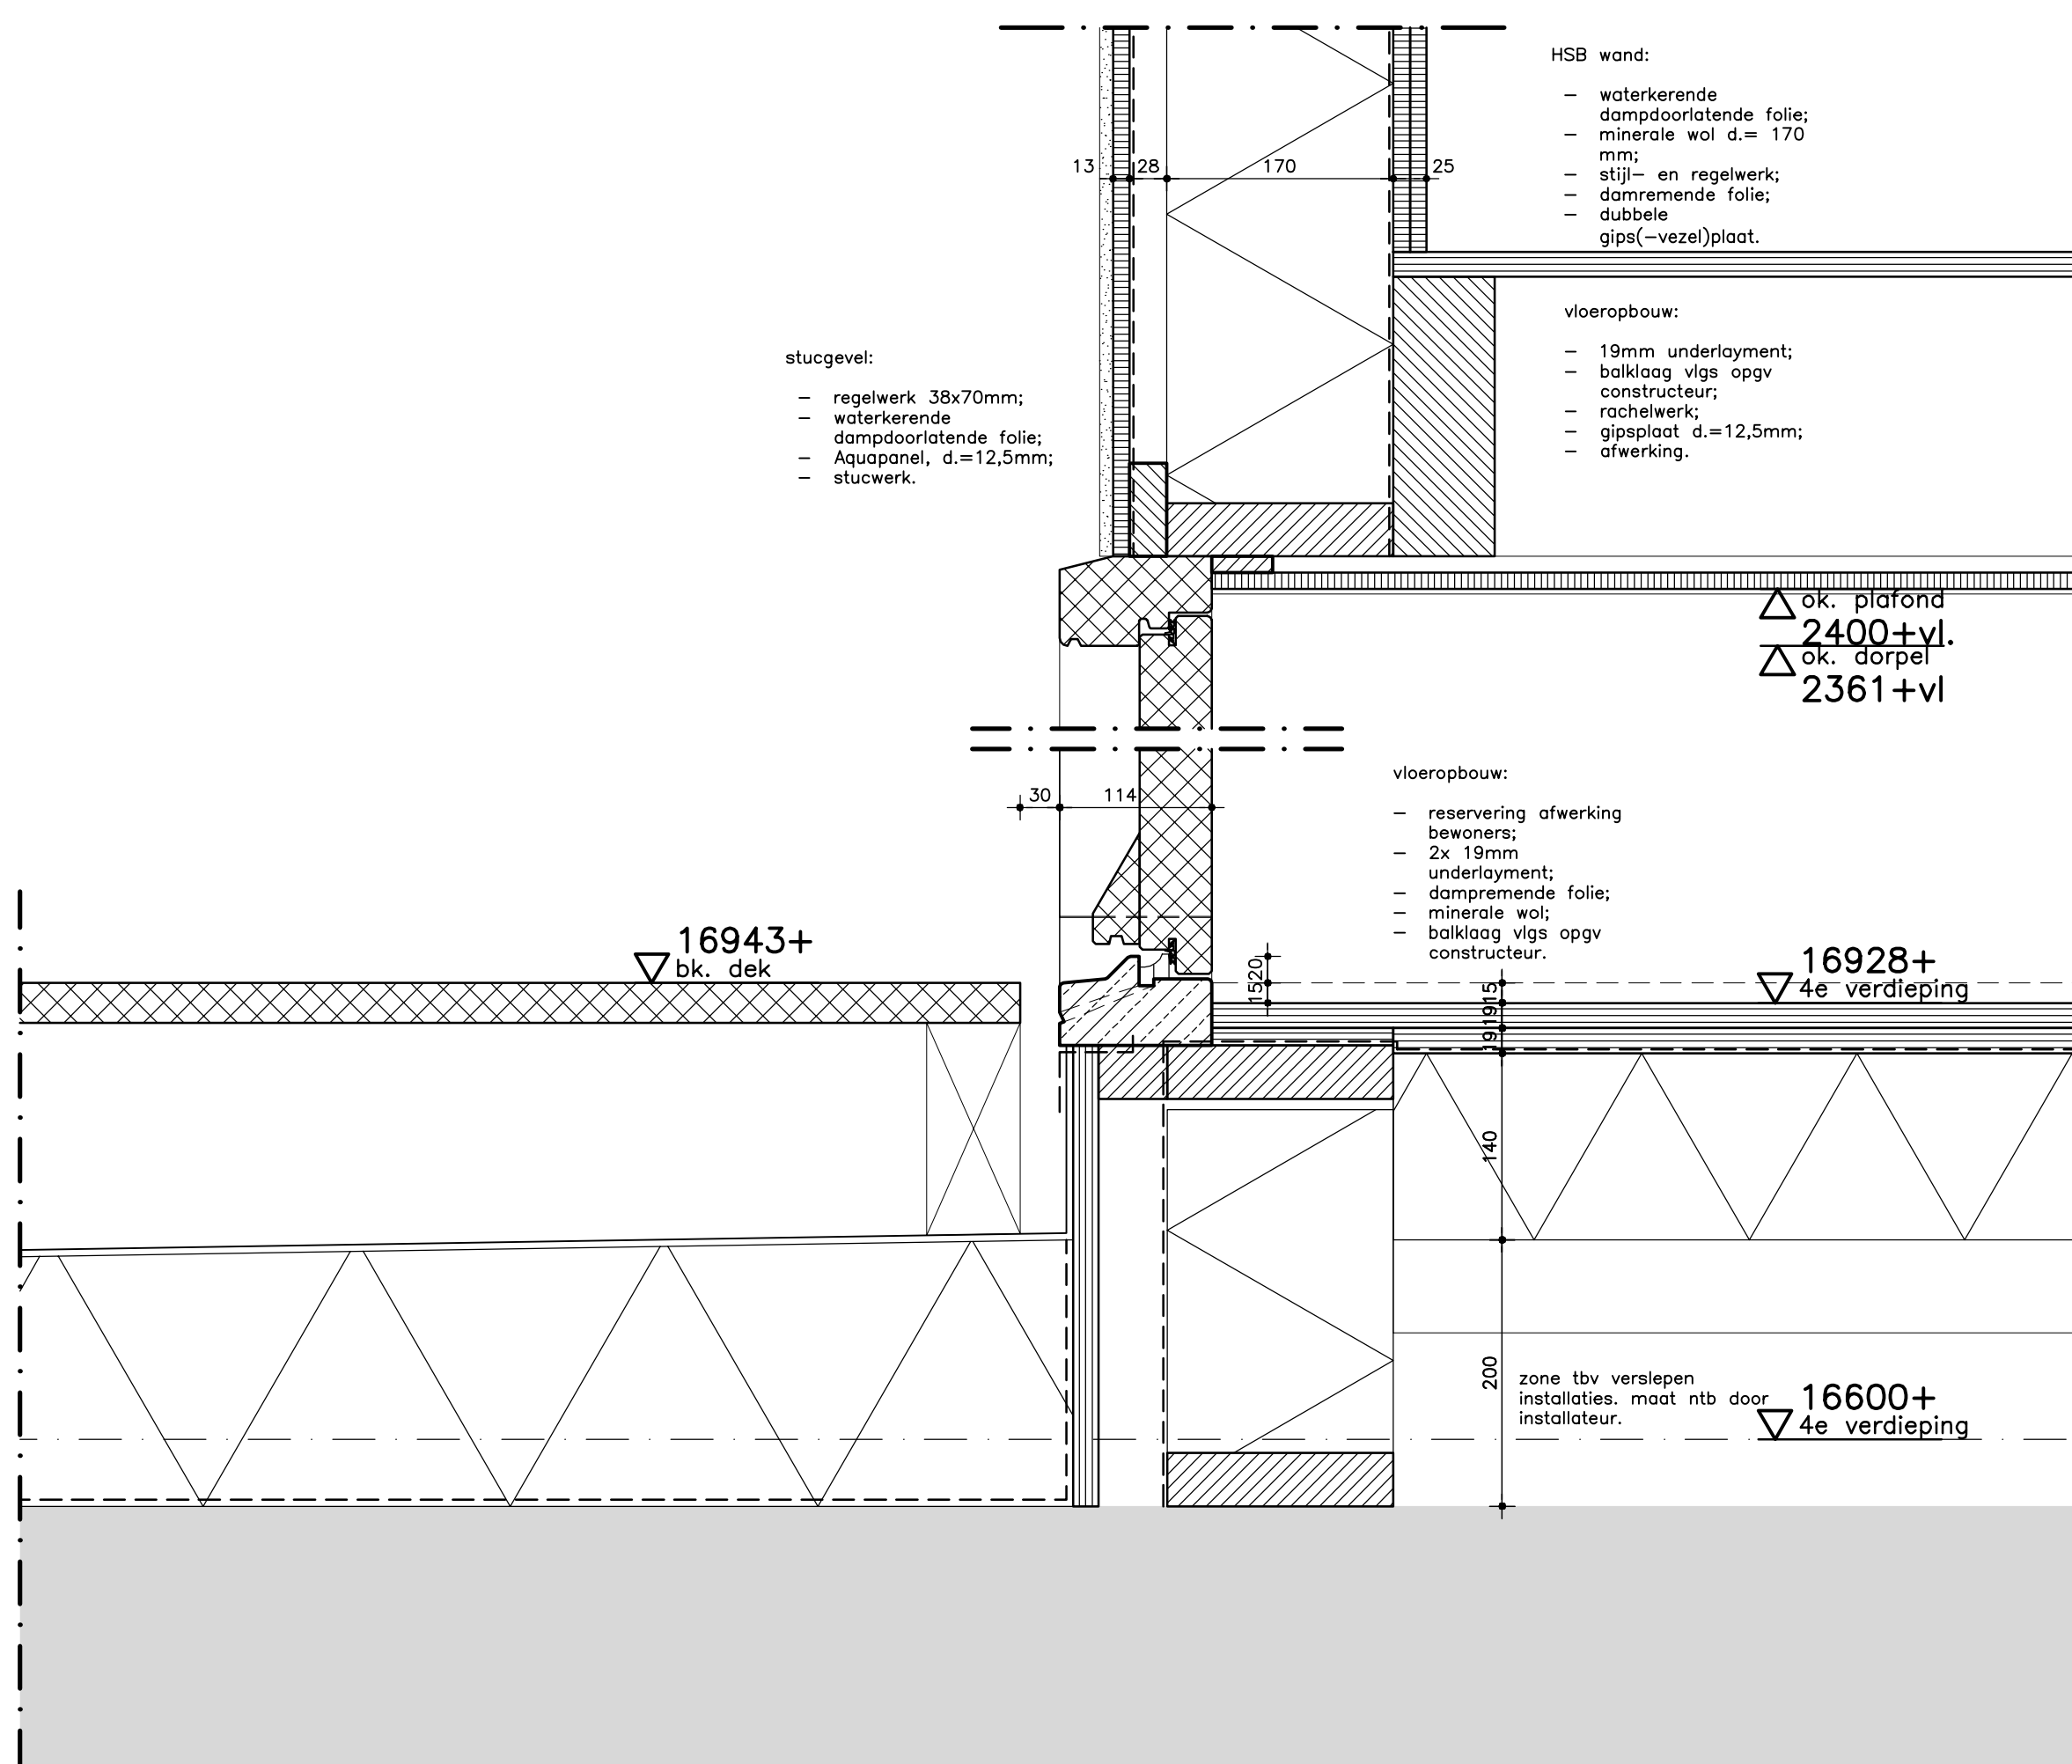 HSB wand:
– waterkerende
dampdoorlatende folie;
– minerale wol d.= 170
mm;
– stijl– en regelwerk;
– damremende folie;
– dubbele
gips(–vezel)plaat.
13 28 170 25
vloeropbouw:
– 19mm underlayment;
– balklaag vlgs opgv
constructeur;
– rachelwerk;
– gipsplaat d.=12,5mm;
– afwerking.
stucgevel:
– regelwerk 38x70mm;
– waterkerende
dampdoorlatende folie;
– Aquapanel, d.=12,5mm;
– stucwerk.
ok. plafond
2400+vl.
ok. dorpel
2361+vl
30 114
vloeropbouw:
– reservering afwerking
bewoners;
– 2x 19mm
underlayment;
– dampremende folie;
– minerale wol;
– balklaag vlgs opgv
constructeur.
16943+
bk. dek
20
15
15
19
19
16928+
4e verdieping
140
200
zone tbv verslepen
installaties. maat ntb door
installateur.
16600+
4e verdieping